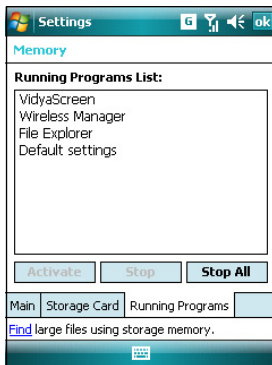 Settings G ok
Memory
Running Programs List:
VidyaScreen
Wireless Manager
File Explorer
Default settings
Activate Stop Stop All
Main Storage Card Running Programs
Find large files using storage memory.